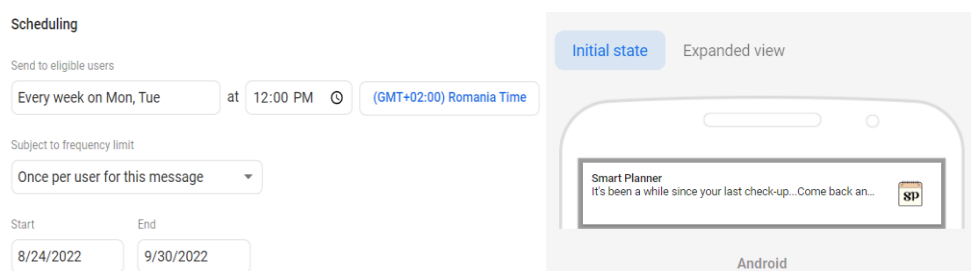 Scheduling
Send to eligible users
Every week on Mon, Tue at 12:00 PM (GMT+02:00) Romania Time
Subject to frequency limit
Once per user for this message
Start End
8/24/2022 9/30/2022
Initial state Expanded view
Smart Planner
It's been a while since your last check-up...Come back an...
SP
Android